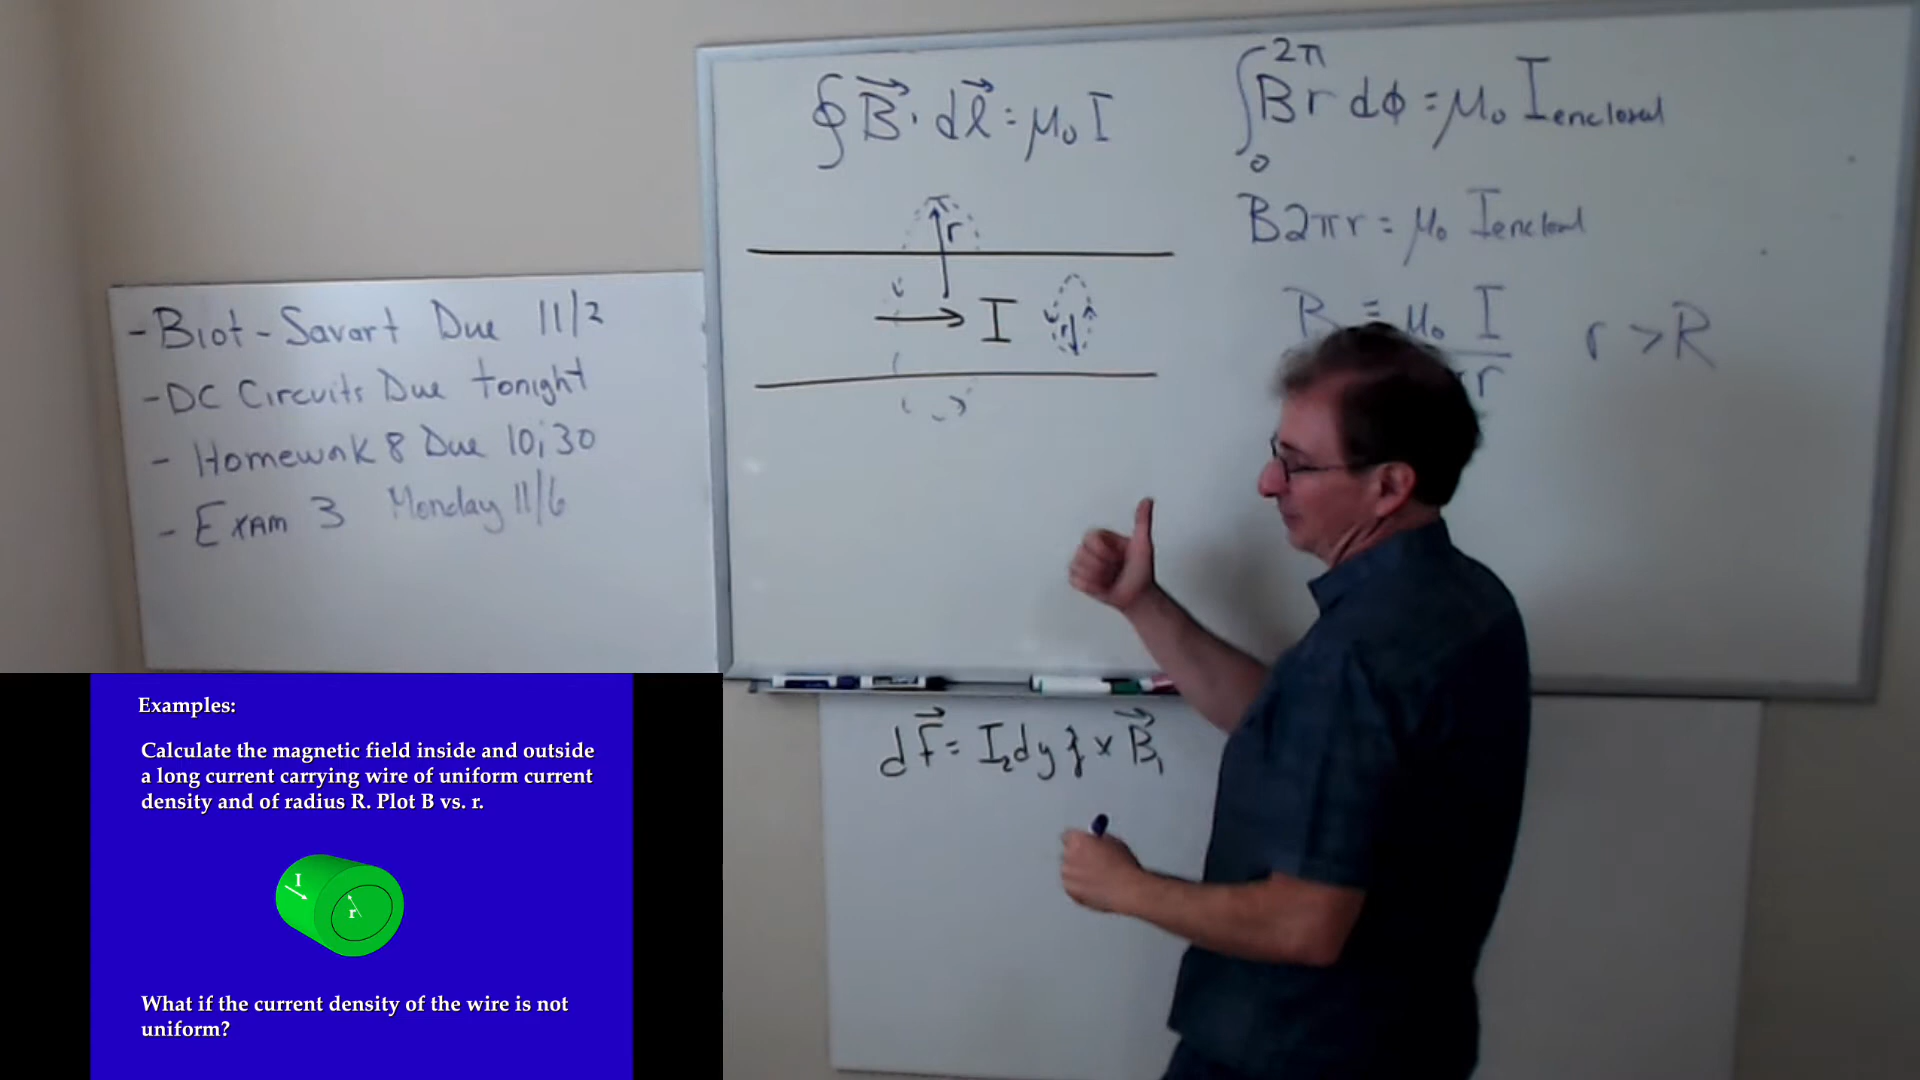 - Biot-Savart Due 11/2
- DC Circuits Due tonight
- Homework 8 Due 10/30
- Exam 3 Monday 11/6
∮B⃗·dℓ⃗=μ₀I
r
I
r
∫₀^2π Br dϕ=μ₀ I enclosed
B2πr=μ₀ I enclosed
B = μ₀ I
r r > R
dF⃗= I₂dy ĵ × B⃗₁
Examples:
Calculate the magnetic field inside and outside
a long current carrying wire of uniform current
density and of radius R. Plot B vs. r.
I
r
What if the current density of the wire is not
uniform?